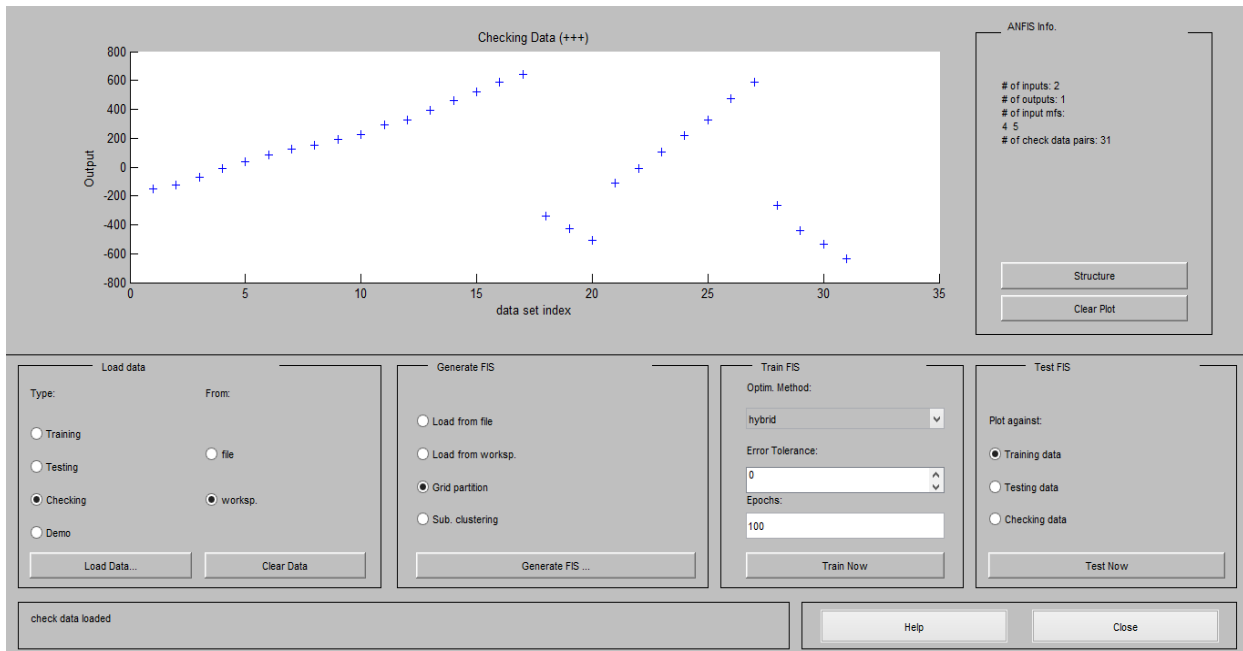 Checking Data (+++)
800
600
400
200
0
-200
-400
-600
-800
Output
0 5 10 15 20 25 30 35
data set index
ANFIS Info.
# of inputs: 2
# of outputs: 1
# of input mfs:
4 5
# of check data pairs: 31
Structure
Clear Plot
Load data
Type: From:
Training
file
Testing
Checking
worksp.
Demo
Load Data... Clear Data
Generate FIS
Load from file
Load from worksp.
Grid partition
Sub. clustering
Generate FIS ...
Train FIS
Optim. Method:
hybrid
Error Tolerance:
0
Epochs:
100
Train Now
Test FIS
Plot against:
Training data
Testing data
Checking data
Test Now
check data loaded
Help Close